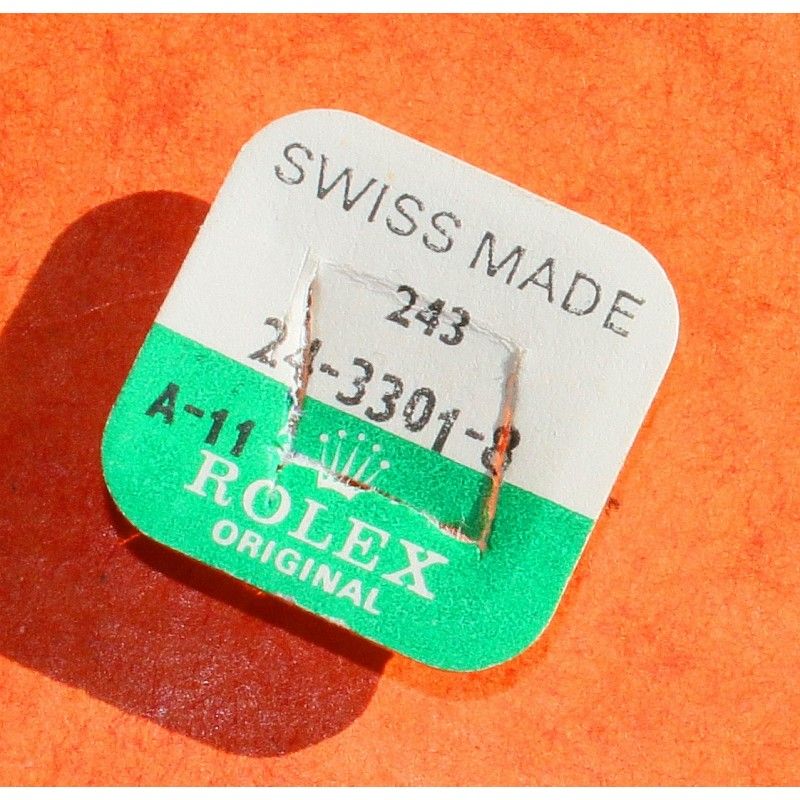 SWISS MADE
243
24-3301-8
A-11
ROLEX
ORIGINAL